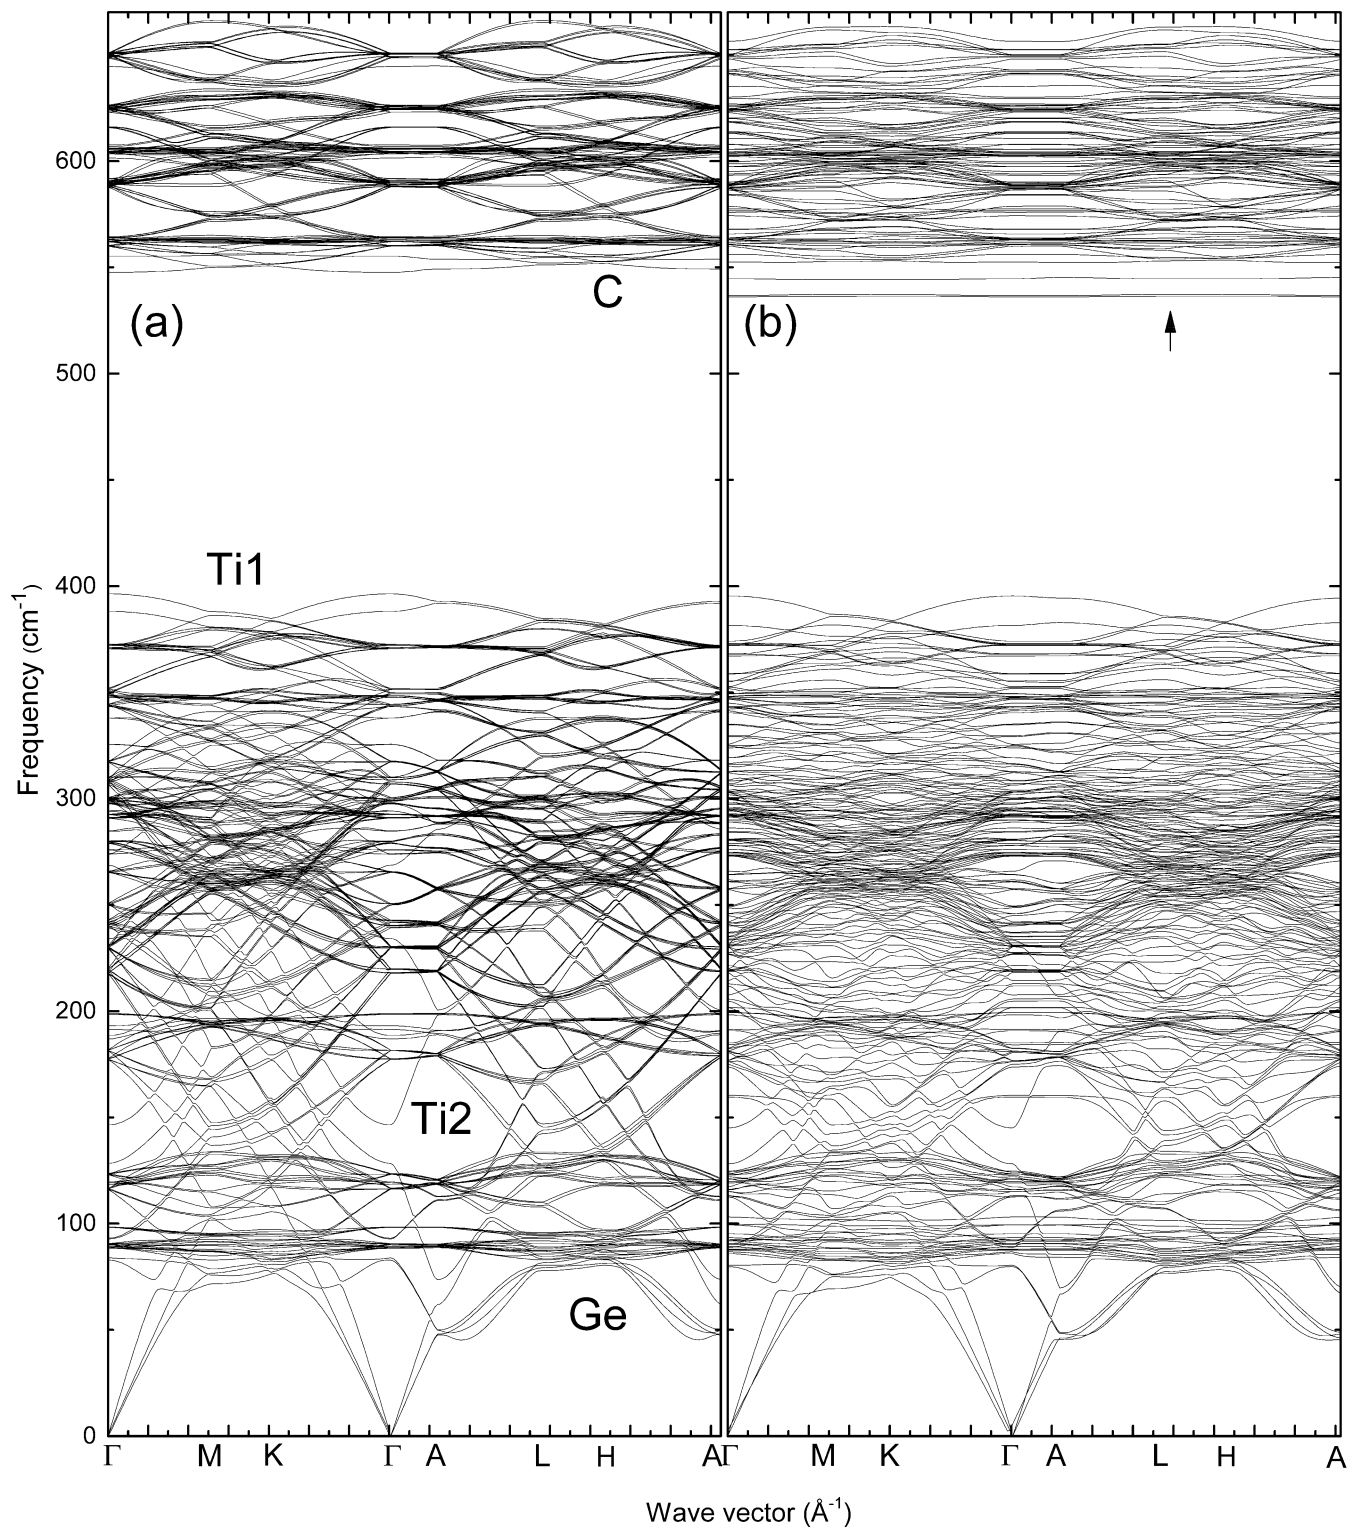 600
C
(a)
(b)
500
Ti1
400
Frequency (cm-1)
300
200
Ti2
100
Ge
0
Γ M K Γ A L H A Γ M K Γ A L H A
Wave vector (Å-1)